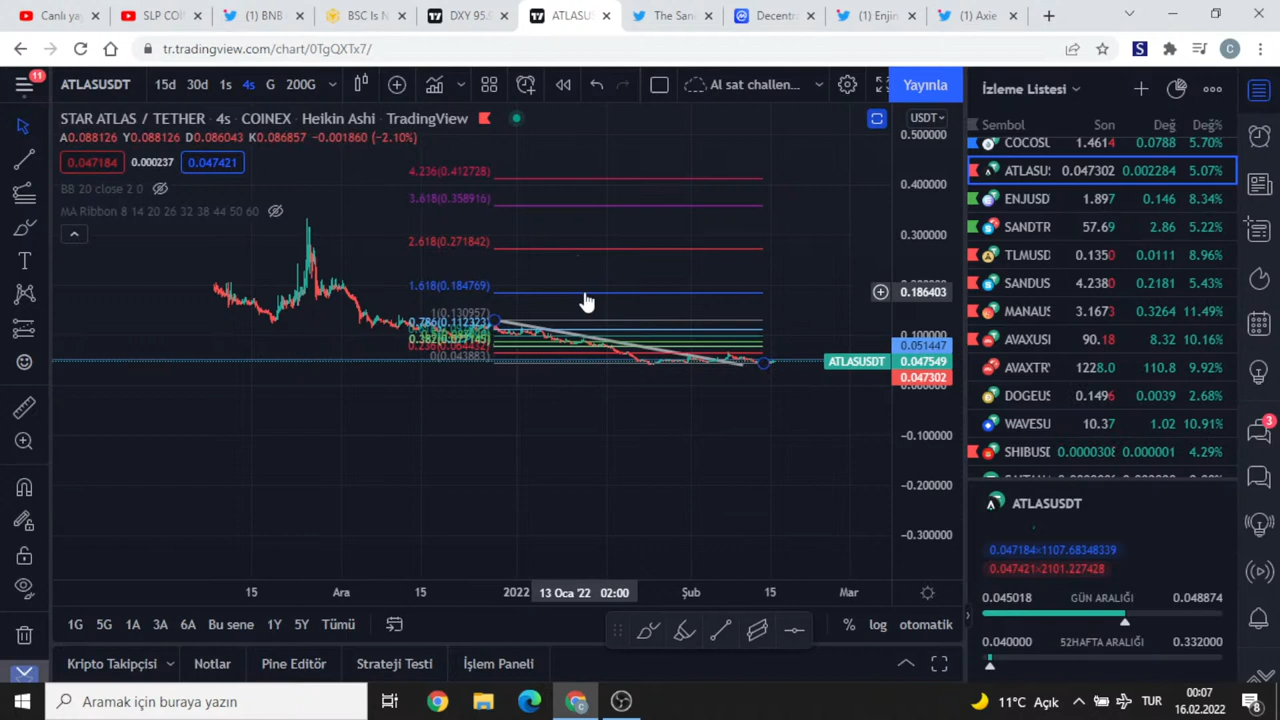 Canlı ya
SLP COI
(1) BNB
BSC Is N
DXY 95.
ATLASUS
The San
Decentr
(1) Enjin
(1) Axie
tr.tradingview.com/chart/0TgQXTx7/
S
C
11
ATLASUSDT
15d 30d 1s 4s G 200G
AI sat challen...
Yayınla
İzleme Listesi
STAR ATLAS / TETHER • 4s • COINEX • Heikin Ashi • TradingView
USDT
A0.088126 Y0.088126 D0.086043 K0.086857 −0.001860 (−2.10%)
0.047184 0.000237 0.047421
BB 20 close 2 0
MA Ribbon 8 14 20 26 32 38 44 50 60
4.236(0.412728)
3.618(0.358916)
2.618(0.271842)
1.618(0.184769)
1(0.130957)
0.786(0.112323)
0.236(0.064432)
0(0.043883)
0.500000
0.400000
0.300000
0.186403
0.100000
0.051447
ATLASUSDT 0.047549
0.047302
−0.100000
−0.200000
−0.300000
15 Ara 15 2022 13 Oca '22 02:00 Şub 15 Mar
1G 5G 1A 3A 6A Bu sene 1Y 5Y Tümü
% log otomatik
Kripto Takipçisi Notlar Pine Editör Strateji Testi İşlem Paneli
Sembol Son Değ Değ%
COCOSU 1.4614 0.0788 5.70%
ATLASU: 0.047302 0.002284 5.07%
ENJUSD 1.897 0.146 8.34%
SANDTR 57.69 2.86 5.22%
TLMUSD 0.1350 0.0111 8.96%
SANDUS 4.2380 0.2181 5.43%
MANAUS 3.1673 0.3264 11.49%
AVAXUS 90.18 8.32 10.16%
AVAXTR 1228.0 110.8 9.92%
DOGEUS 0.1496 0.0039 2.68%
WAVESU 10.37 1.02 10.91%
SHIBUSD 0.0000308 0.000001 4.29%
ATLASUSDT
0.047184×1107.68348339
0.047421×2101.227428
0.045018 GÜN ARALIĞI 0.048874
0.040000 52HAFTA ARALIĞI 0.332000
3
Aramak için buraya yazın
11°C Açık
TUR
00:07
16.02.2022
8